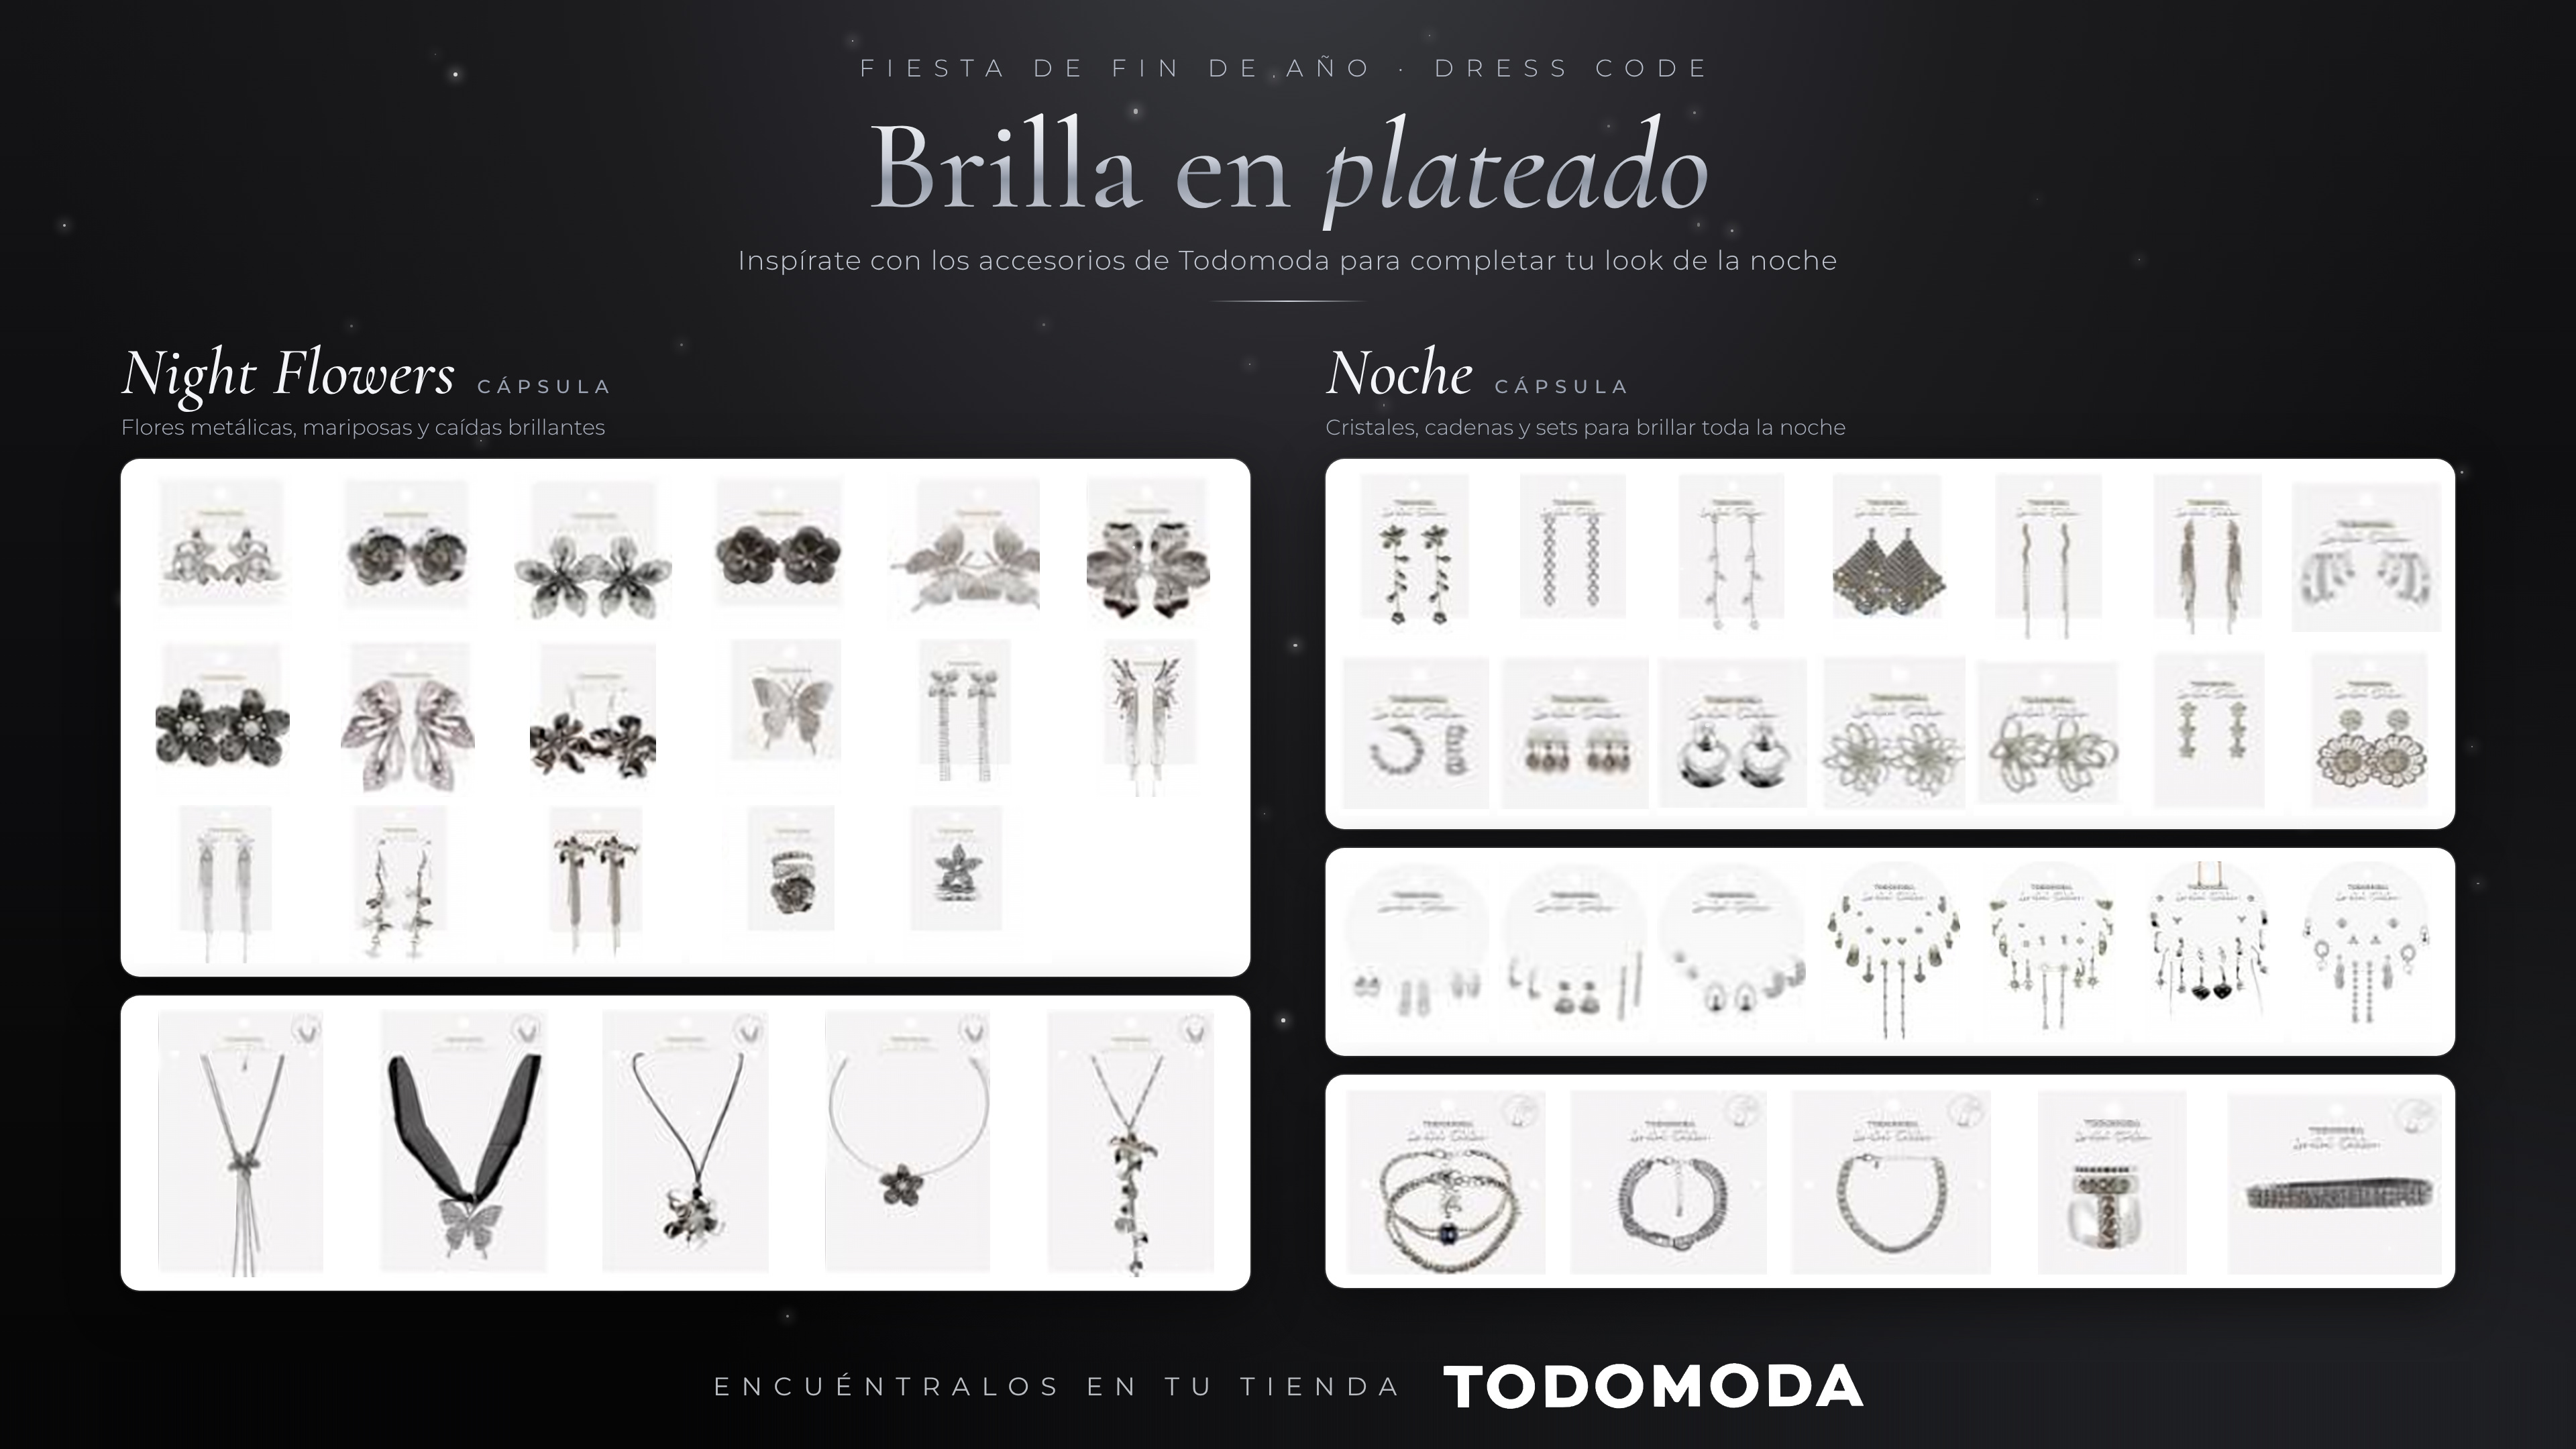 FIESTA DE FIN DE AÑO · DRESS CODE
Brilla en plateado
Inspírate con los accesorios de Todomoda para completar tu look de la noche
Night Flowers CÁPSULA
Flores metálicas, mariposas y caídas brillantes
Noche CÁPSULA
Cristales, cadenas y sets para brillar toda la noche
ENCUÉNTRALOS EN TU TIENDA TODOMODA